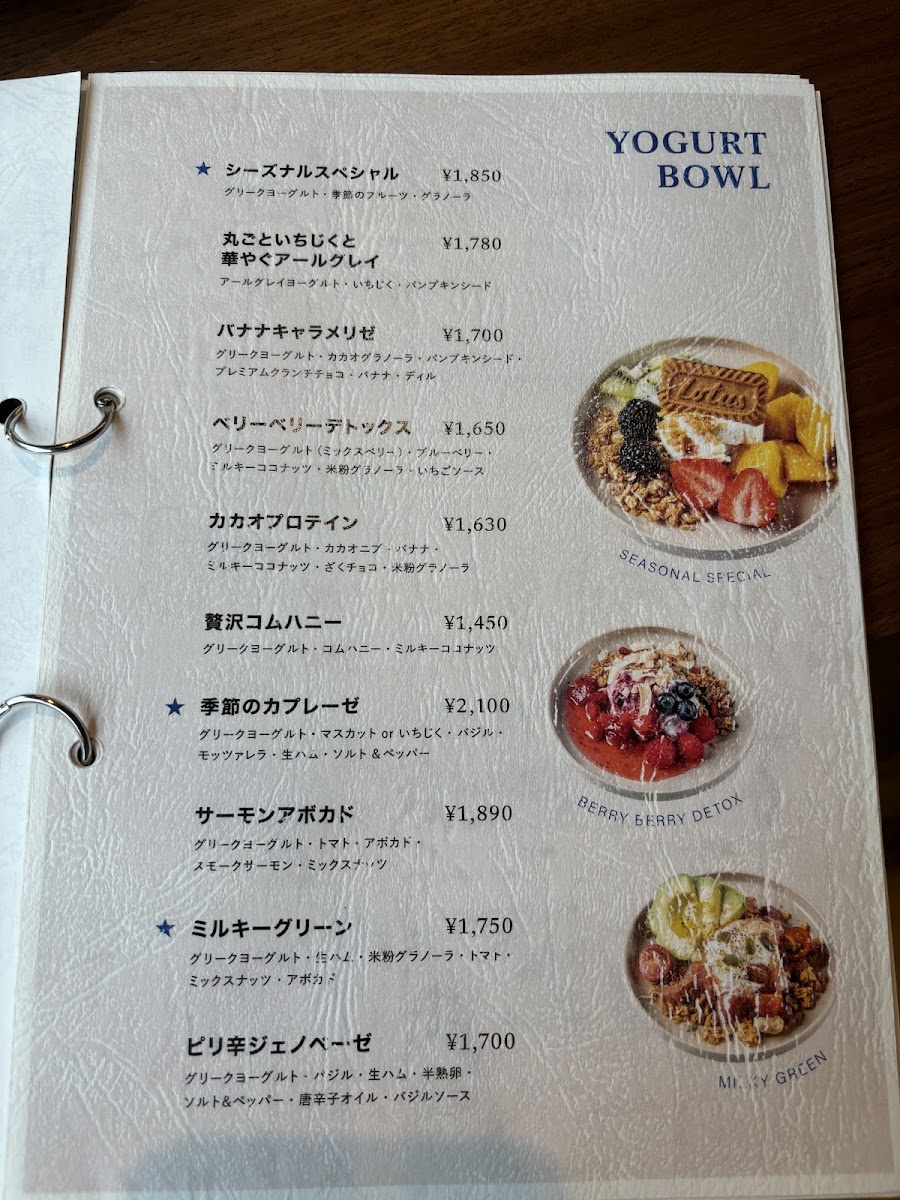 YOGURT
BOWL
★ シーズナルスペシャル ¥1,850
グリークヨーグルト・季節のフルーツ・グラノーラ
丸ごといちじくと ¥1,780
華やぐアールグレイ
アールグレイヨーグルト・いちじく・パンプキンシード
バナナキャラメリゼ ¥1,700
グリークヨーグルト・カカオグラノーラ・パンプキンシード・
プレミアムクランチチョコ・バナナ・ディル
ベリーベリーデトックス ¥1,650
グリークヨーグルト(ミックスベリー)・ブルーベリー・
ミルキーココナッツ・米粉グラノーラ・いちごソース
カカオプロテイン ¥1,630
グリークヨーグルト・カカオニブ・バナナ・
ミルキーココナッツ・ざくチョコ・米粉グラノーラ
贅沢コムハニー ¥1,450
グリークヨーグルト・コムハニー・ミルキーココナッツ
★ 季節のカプレーゼ ¥2,100
グリークヨーグルト・マスカット or いちじく・バジル・
モッツァレラ・生ハム・ソルト＆ペッパー
サーモンアボカド ¥1,890
グリークヨーグルト・トマト・アボカド・
スモークサーモン・ミックスナッツ
★ ミルキーグリーン ¥1,750
グリークヨーグルト・生ハム・米粉グラノーラ・トマト・
ミックスナッツ・アボカド
ピリ辛ジェノベーゼ ¥1,700
グリークヨーグルト・バジル・生ハム・半熟卵・
ソルト&ペッパー・唐辛子オイル・バジルソース
Lotus
SEASONAL SPECIAL
BERRY BERRY DETOX
MILKY GREEN